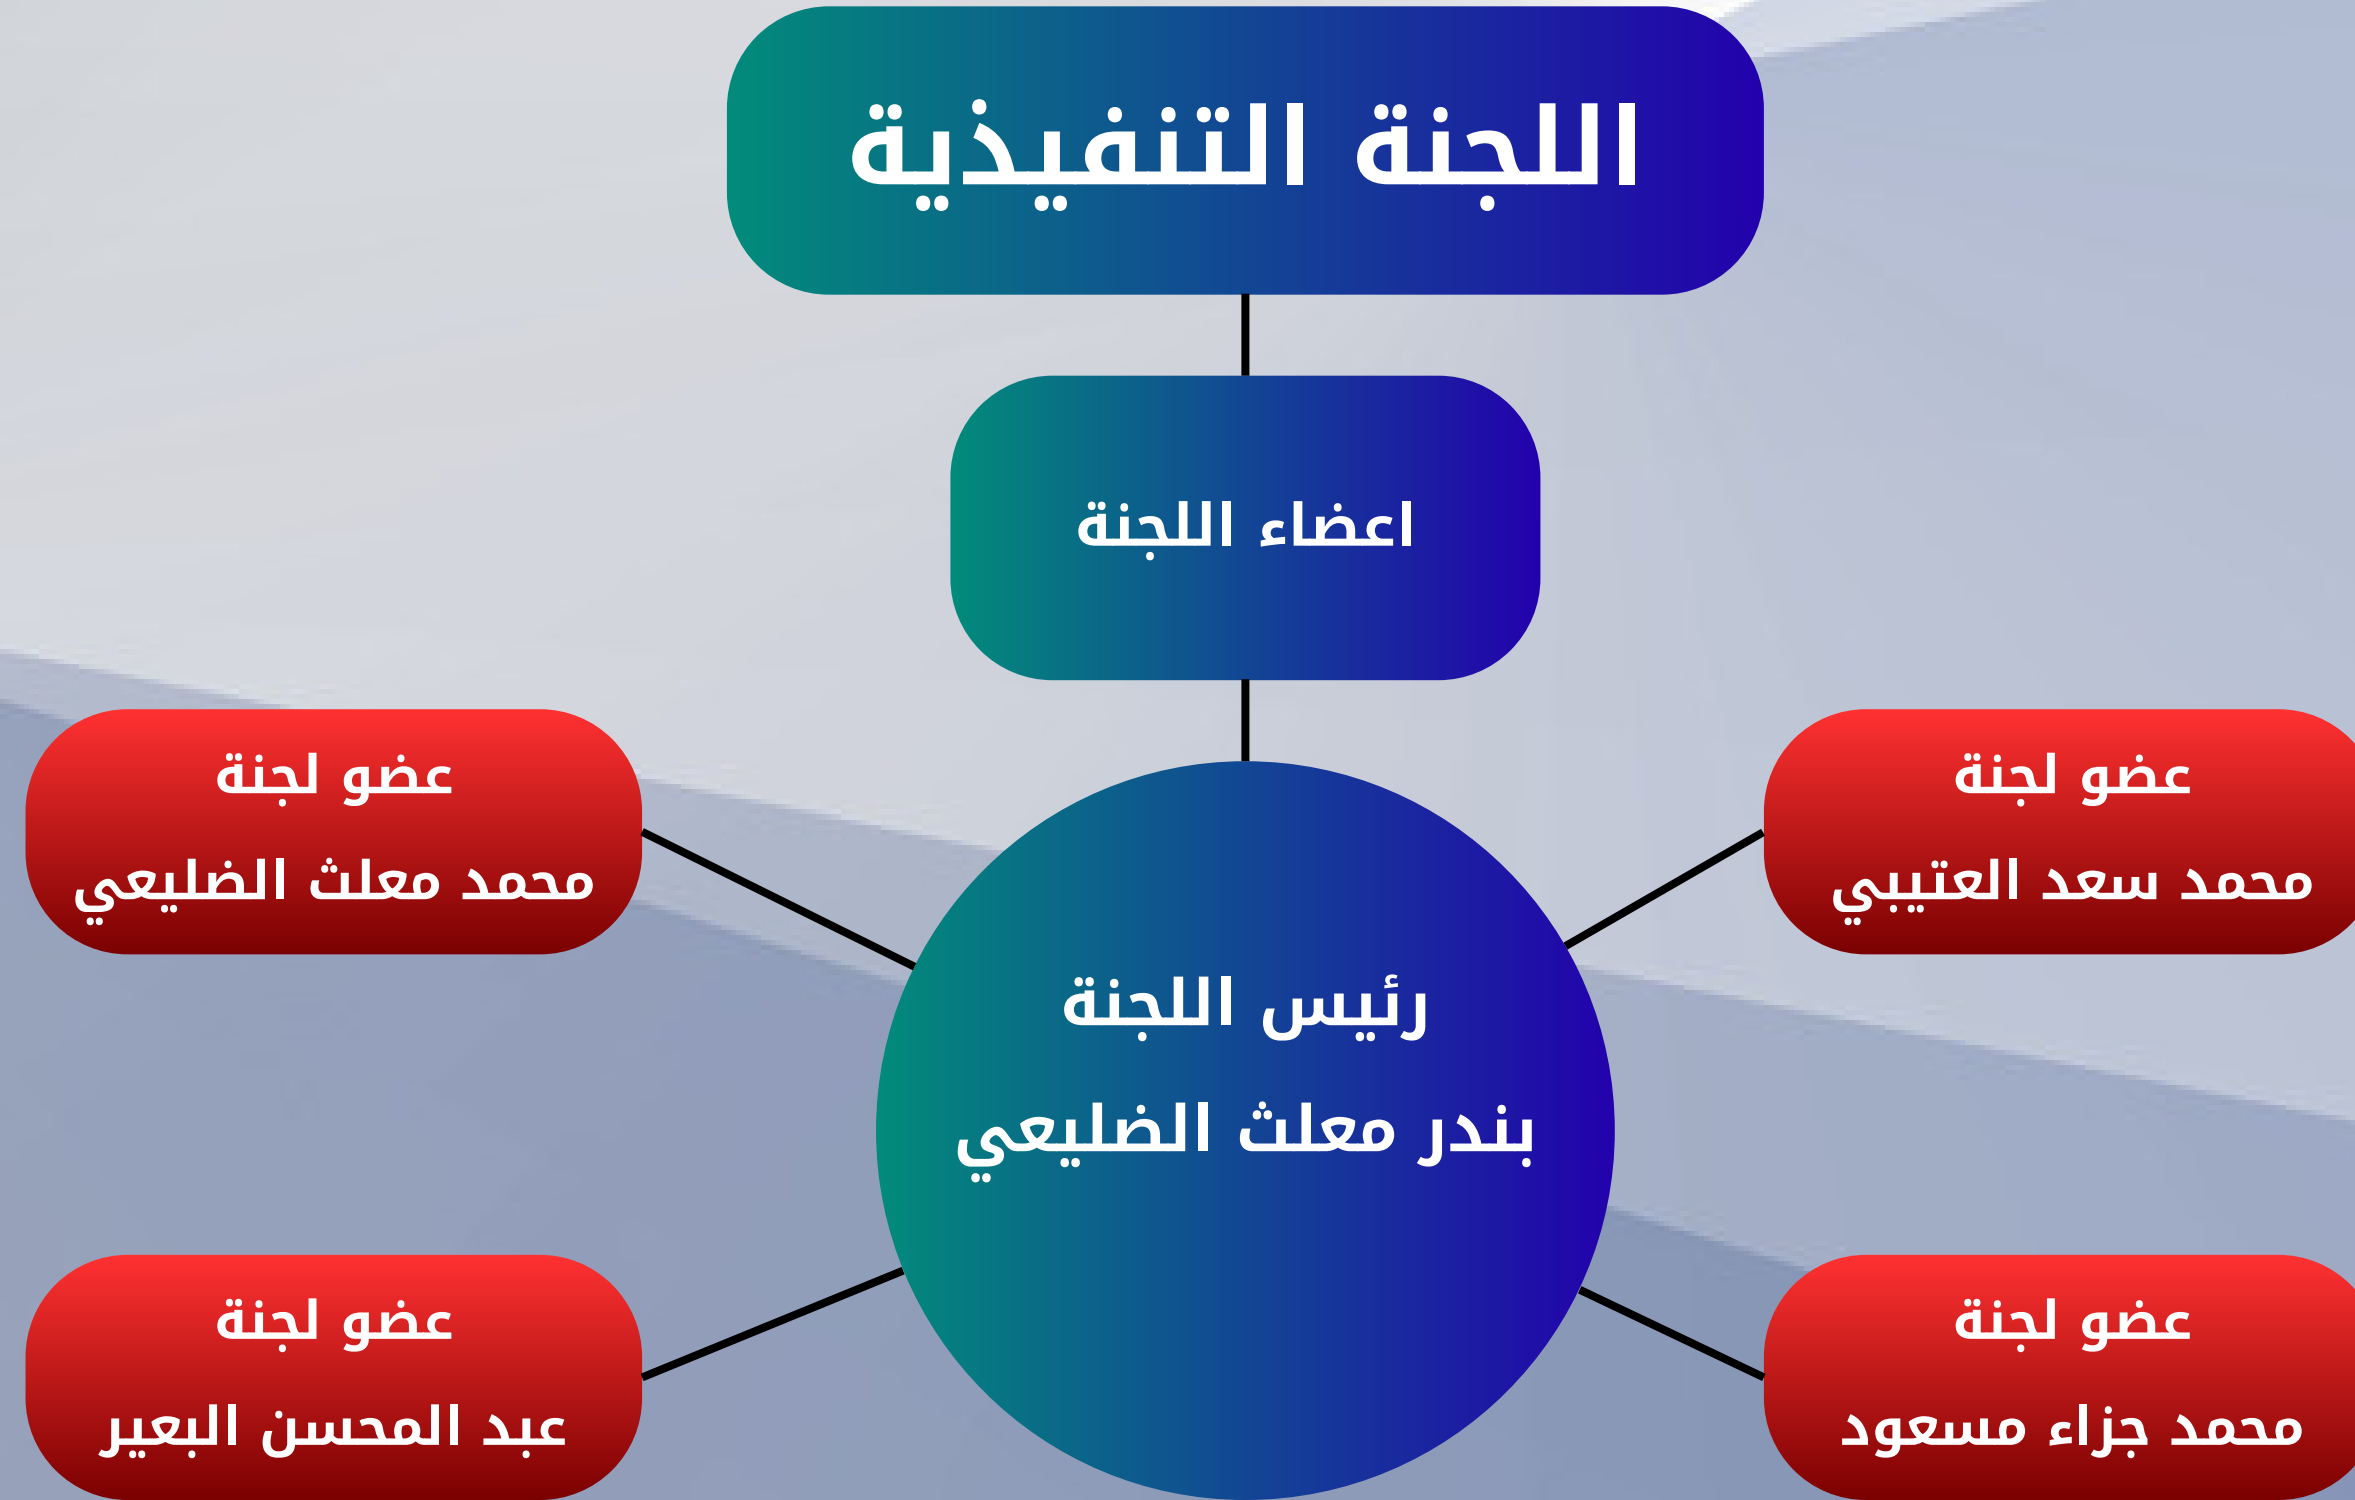 اللجنة التنفيذية
اعضاء اللجنة
عضو لجنة
محمد سعد العتيبي
عضو لجنة
محمد معلث الضليعي
رئيس اللجنة
بندر معلث الضليعي
عضو لجنة
محمد جزاء مسعود
عضو لجنة
عبد المحسن البعير